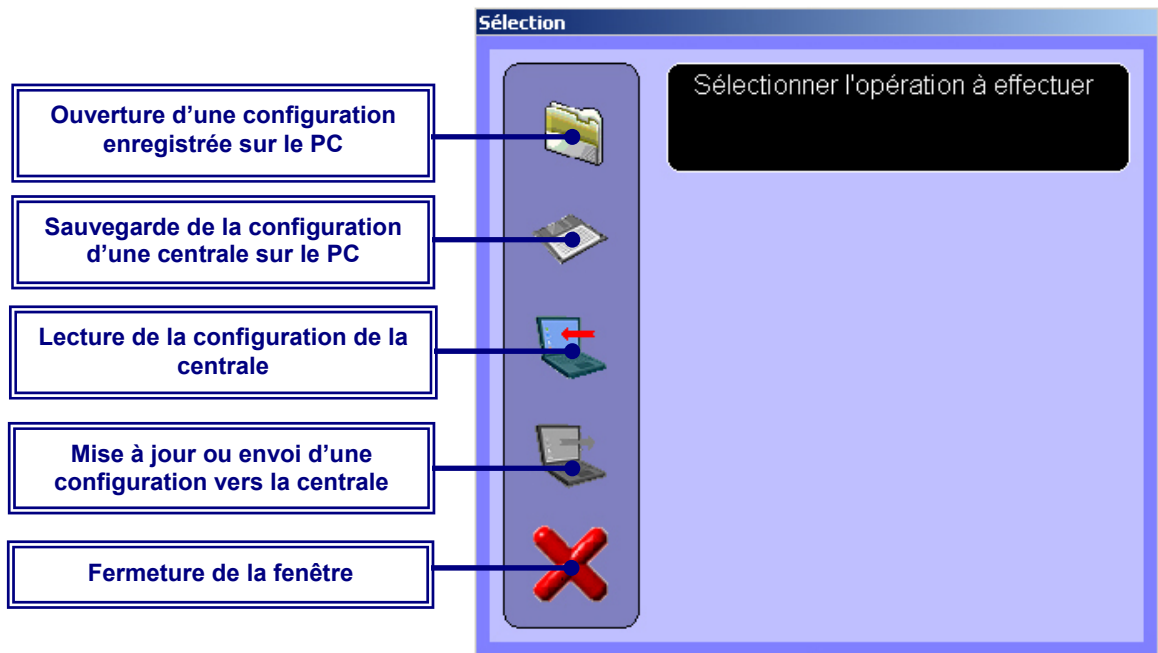 Sélection
Sélectionner l'opération à effectuer
Ouverture d’une configuration
enregistrée sur le PC
Sauvegarde de la configuration
d’une centrale sur le PC
Lecture de la configuration de la
centrale
Mise à jour ou envoi d’une
configuration vers la centrale
Fermeture de la fenêtre